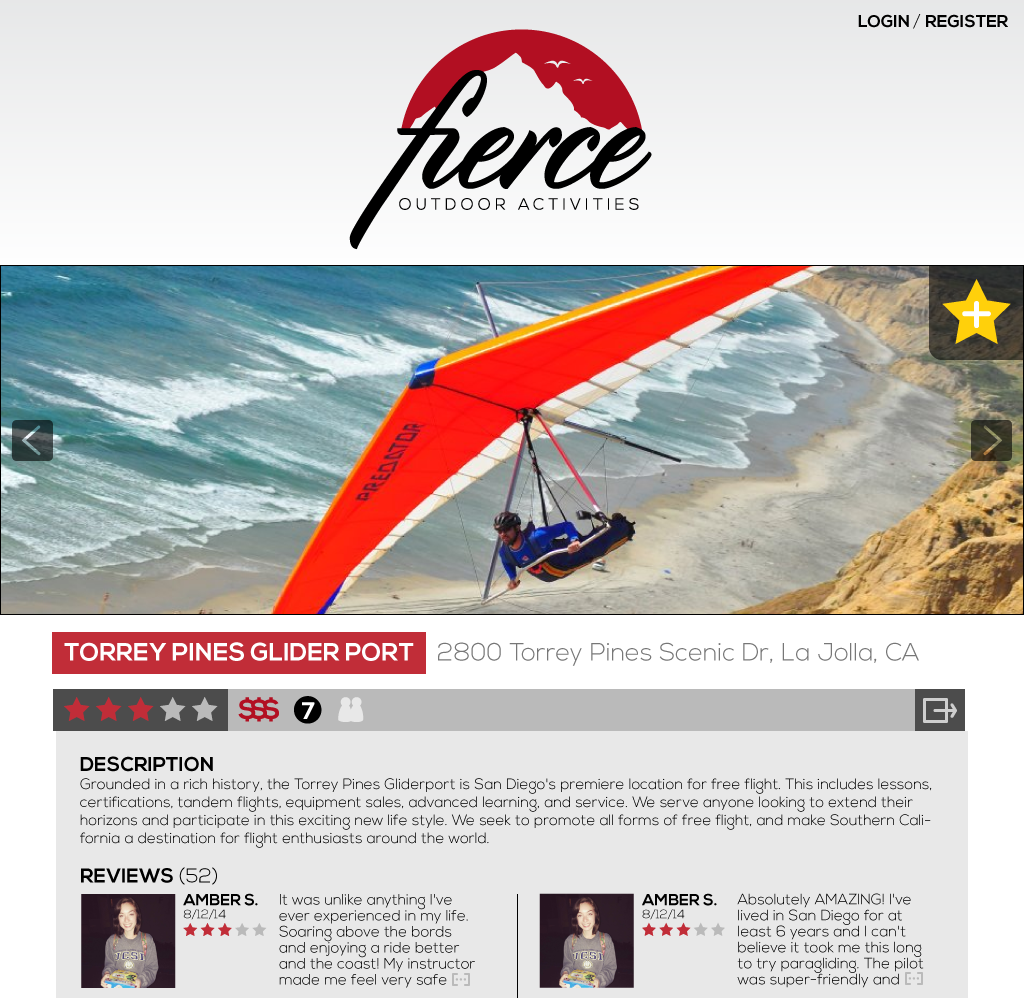 LOGIN / REGISTER
fierce
OUTDOOR ACTIVITIES
PREDATOR
TORREY PINES GLIDER PORT 2800 Torrey Pines Scenic Dr, La Jolla, CA
$$$ 7
DESCRIPTION
Grounded in a rich history, the Torrey Pines Gliderport is San Diego's premiere location for free flight. This includes lessons,
certifications, tandem flights, equipment sales, advanced learning, and service. We serve anyone looking to extend their
horizons and participate in this exciting new life style. We seek to promote all forms of free flight, and make Southern Cali-
fornia a destination for flight enthusiasts around the world.
REVIEWS (52)
AMBER S.
8/12/14
UCSD
It was unlike anything I've
ever experienced in my life.
Soaring above the bords
and enjoying a ride better
and the coast! My instructor
made me feel very safe [...]
AMBER S.
8/12/14
UCSD
Absolutely AMAZING! I've
lived in San Diego for at
least 6 years and I can't
believe it took me this long
to try paragliding. The pilot
was super-friendly and [...]